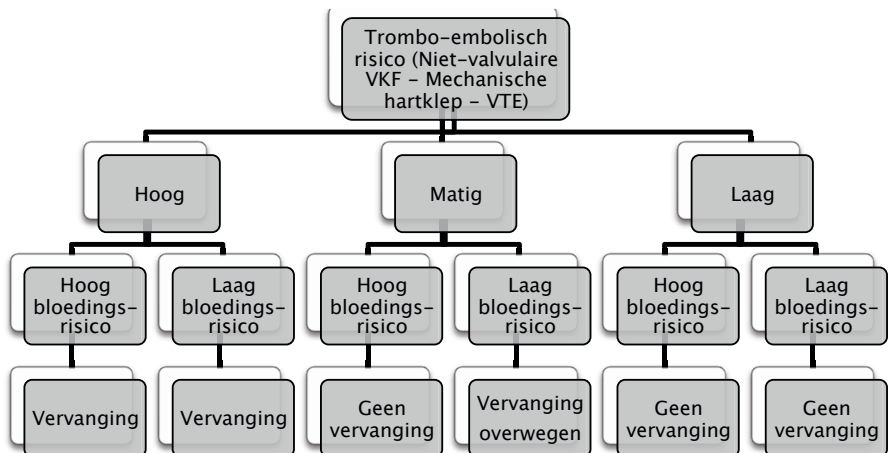 Trombo-embolisch
risico (Niet-valvulaire
VKF - Mechanische
hartklep - VTE)
Hoog
Matig
Laag
Hoog
bloedings-
risico
Laag
bloedings-
risico
Hoog
bloedings-
risico
Laag
bloedings-
risico
Hoog
bloedings-
risico
Laag
bloedings-
risico
Vervanging
Vervanging
Geen
vervanging
Vervanging
overwegen
Geen
vervanging
Geen
vervanging